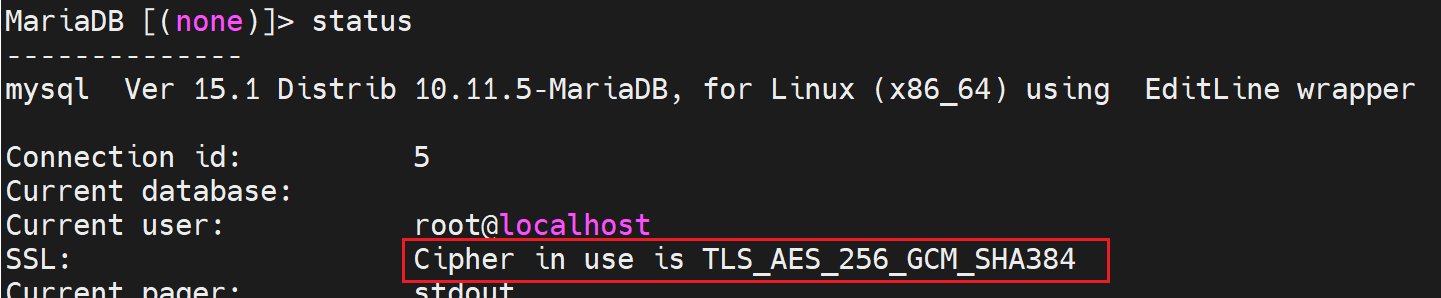 MariaDB [(none)]> status
--------------
mysql  Ver 15.1 Distrib 10.11.5-MariaDB, for Linux (x86_64) using  EditLine wrapper
Connection id:          5
Current database:
Current user:           root@localhost
SSL:                    Cipher in use is TLS_AES_256_GCM_SHA384
Current pager:          stdout